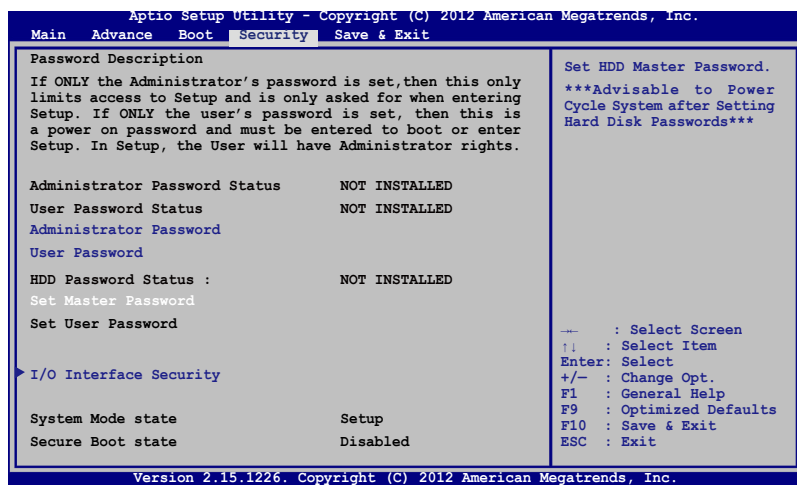 Aptio Setup Utility - Copyright (C) 2012 American Megatrends, Inc.
Main Advance Boot Security Save & Exit
Password Description
If ONLY the Administrator's password is set,then this only
limits access to Setup and is only asked for when entering
Setup. If ONLY the user's password is set, then this is
a power on password and must be entered to boot or enter
Setup. In Setup, the User will have Administrator rights.
Administrator Password Status NOT INSTALLED
User Password Status NOT INSTALLED
Administrator Password
User Password
HDD Password Status : NOT INSTALLED
Set Master Password
Set User Password
I/O Interface Security
System Mode state Setup
Secure Boot state Disabled
Set HDD Master Password.
***Advisable to Power
Cycle System after Setting
Hard Disk Passwords***
→← : Select Screen
↑↓ : Select Item
Enter: Select
+/— : Change Opt.
F1 : General Help
F9 : Optimized Defaults
F10 : Save & Exit
ESC : Exit
Version 2.15.1226. Copyright (C) 2012 American Megatrends, Inc.